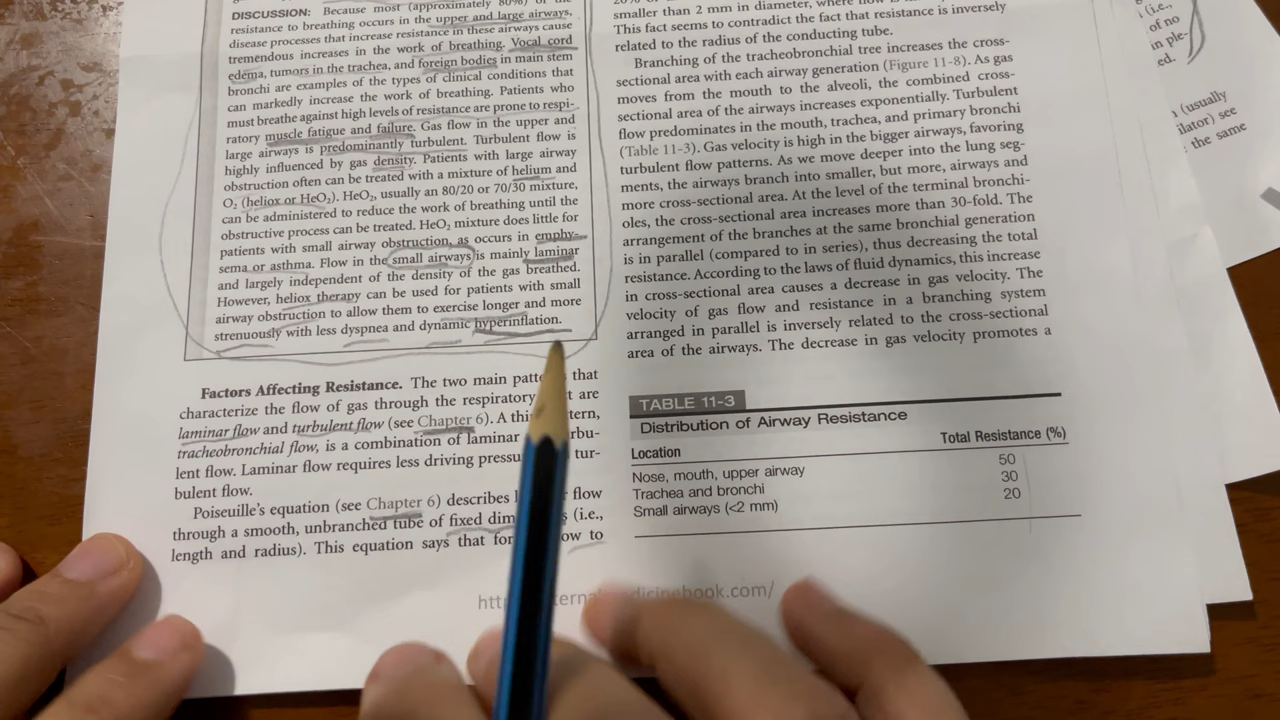 DISCUSSION: Because most (approximately 80%) of the
resistance to breathing occurs in the upper and large airways,
disease processes that increase resistance in these airways cause
tremendous increases in the work of breathing. Vocal cord
edema, tumors in the trachea, and foreign bodies in main stem
bronchi are examples of the types of clinical conditions that
can markedly increase the work of breathing. Patients who
must breathe against high levels of resistance are prone to respi-
ratory muscle fatigue and failure. Gas flow in the upper and
large airways is predominantly turbulent. Turbulent flow is
highly influenced by gas density. Patients with large airway
obstruction often can be treated with a mixture of helium and
O2 (heliox or HeO2). HeO2, usually an 80/20 or 70/30 mixture,
can be administered to reduce the work of breathing until the
obstructive process can be treated. HeO2 mixture does little for
patients with small airway obstruction, as occurs in emphy-
sema or asthma. Flow in the small airways is mainly laminar
and largely independent of the density of the gas breathed.
However, heliox therapy can be used for patients with small
airway obstruction to allow them to exercise longer and more
strenuously with less dyspnea and dynamic hyperinflation.
Factors Affecting Resistance. The two main that
characterize the flow of gas through the respiratory are
laminar flow and turbulent flow (see Chapter 6). A
tracheobronchial flow, is a combination of laminar
lent flow. Laminar flow requires less driving tur-
bulent flow.
Poiseuille's equation (see Chapter 6) describes flow
through a smooth, unbranched tube of fixed (i.e.,
length and radius). This equation says that for to
smaller than 2 mm in diameter, where
This fact seems to contradict the fact that resistance is inversely
related to the radius of the conducting tube.
Branching of the tracheobronchial tree increases the cross-
sectional area with each airway generation (Figure 11-8). As gas
moves from the mouth to the alveoli, the combined cross-
sectional area of the airways increases exponentially. Turbulent
flow predominates in the mouth, trachea, and primary bronchi
(Table 11-3). Gas velocity is high in the bigger airways, favoring
turbulent flow patterns. As we move deeper into the lung seg-
ments, the airways branch into smaller, but more, airways and
more cross-sectional area. At the level of the terminal bronchi-
oles, the cross-sectional area increases more than 30-fold. The
arrangement of the branches at the same bronchial generation
is in parallel (compared to in series), thus decreasing the total
resistance. According to the laws of fluid dynamics, this increase
in cross-sectional area causes a decrease in gas velocity. The
velocity of gas flow and resistance in a branching system
arranged in parallel is inversely related to the cross-sectional
area of the airways. The decrease in gas velocity promotes a
TABLE 11-3
Distribution of Airway Resistance
Location Total Resistance (%)
Nose, mouth, upper airway 50
Trachea and bronchi 30
Small airways (<2 mm) 20
(i.e.,
of no
in ple-
ed.
(usually
ilator) see
the same